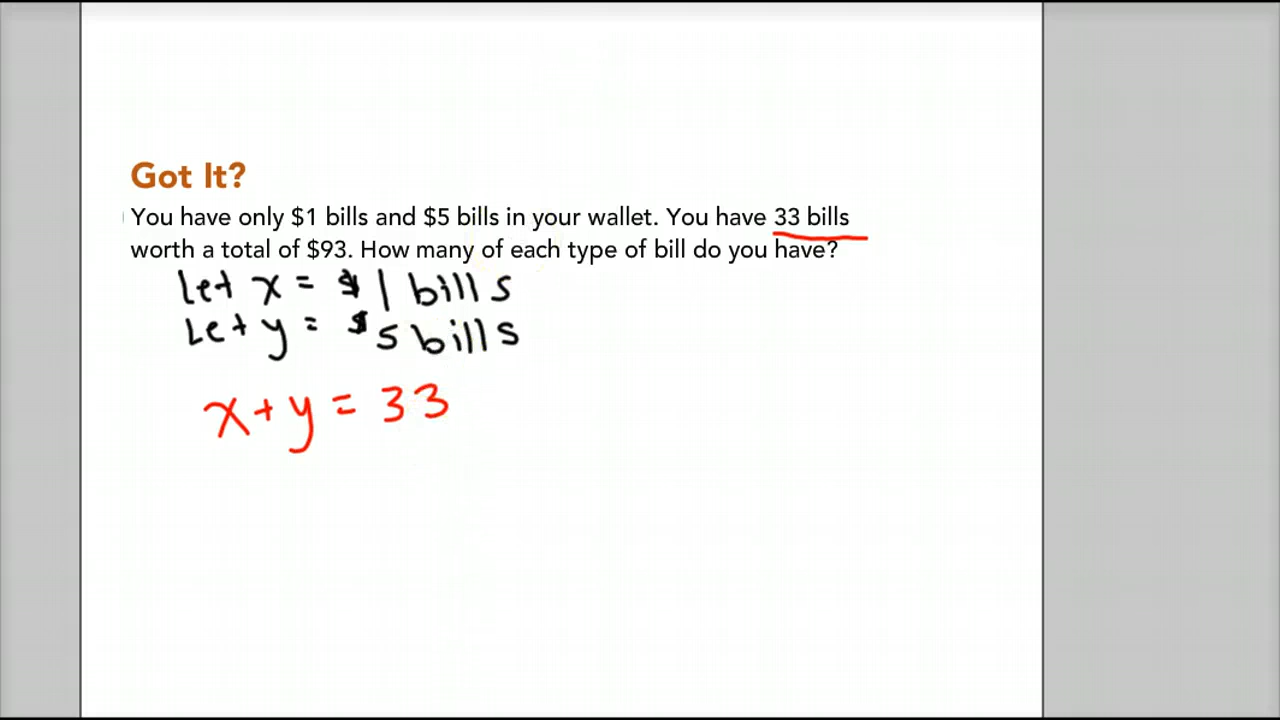 Got It?
You have only $1 bills and $5 bills in your wallet. You have 33 bills
worth a total of $93. How many of each type of bill do you have?
let x = $1 bills
Let y = $5 bills
x+y = 33